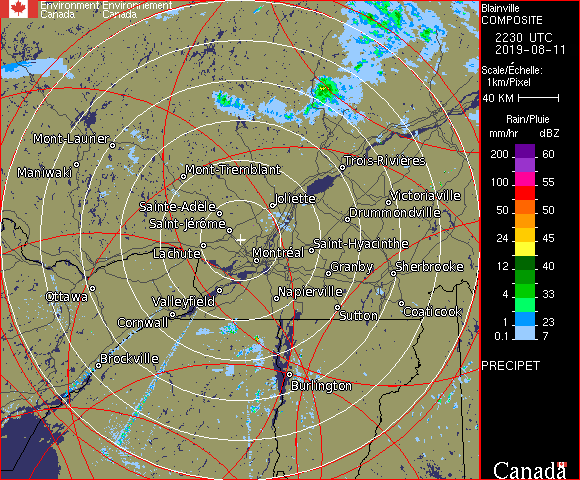 Environment Environnement
Canada Canada
Blainville
COMPOSITE
2230 UTC
2019-08-11
Scale/Échelle:
1km/Pixel
40 KM
Rain/Pluie
mm/hr dBZ
200 60
100 55
50 50
24 45
12 40
4 33
1 23
0.1 7
PRECIPET
Mont-Laurier
Maniwaki
Mont-Tremblant
Trois-Rivières
Joliette
Victoriaville
Sainte-Adèle
Drummondville
Saint-Jérôme
Saint-Hyacinthe
Lachute
Montréal
Granby
Sherbrooke
Ottawa
Valleyfield
Napierville
Cornwall
Sutton
Coaticook
Brockville
Burlington
Canada